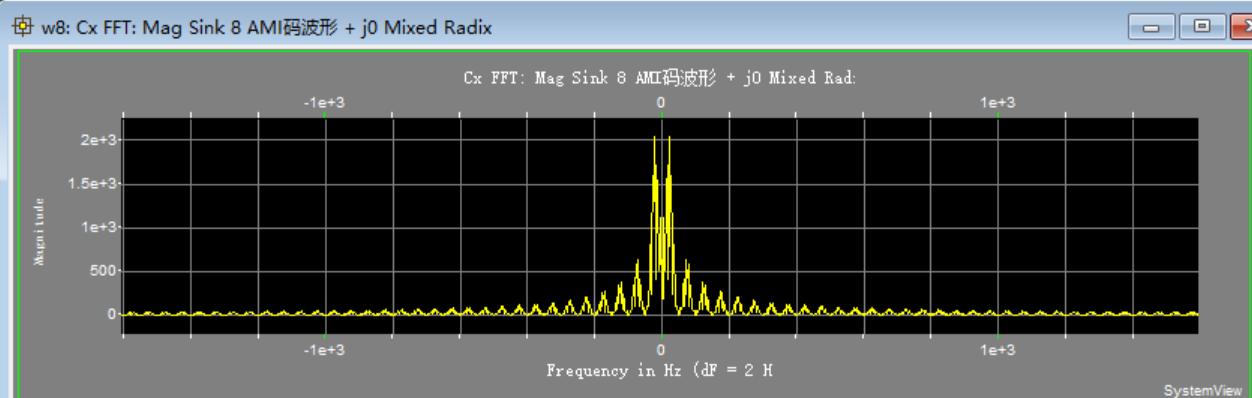 w8: Cx FFT: Mag Sink 8 AMI码波形 + j0 Mixed Radix
Cx FFT: Mag Sink 8 AMI码波形 + j0 Mixed Rad:
-1e+3 0 1e+3
2e+3
1.5e+3
1e+3
500
0
Magnitude
-1e+3 0 1e+3
Frequency in Hz (dF = 2 H
SystemView